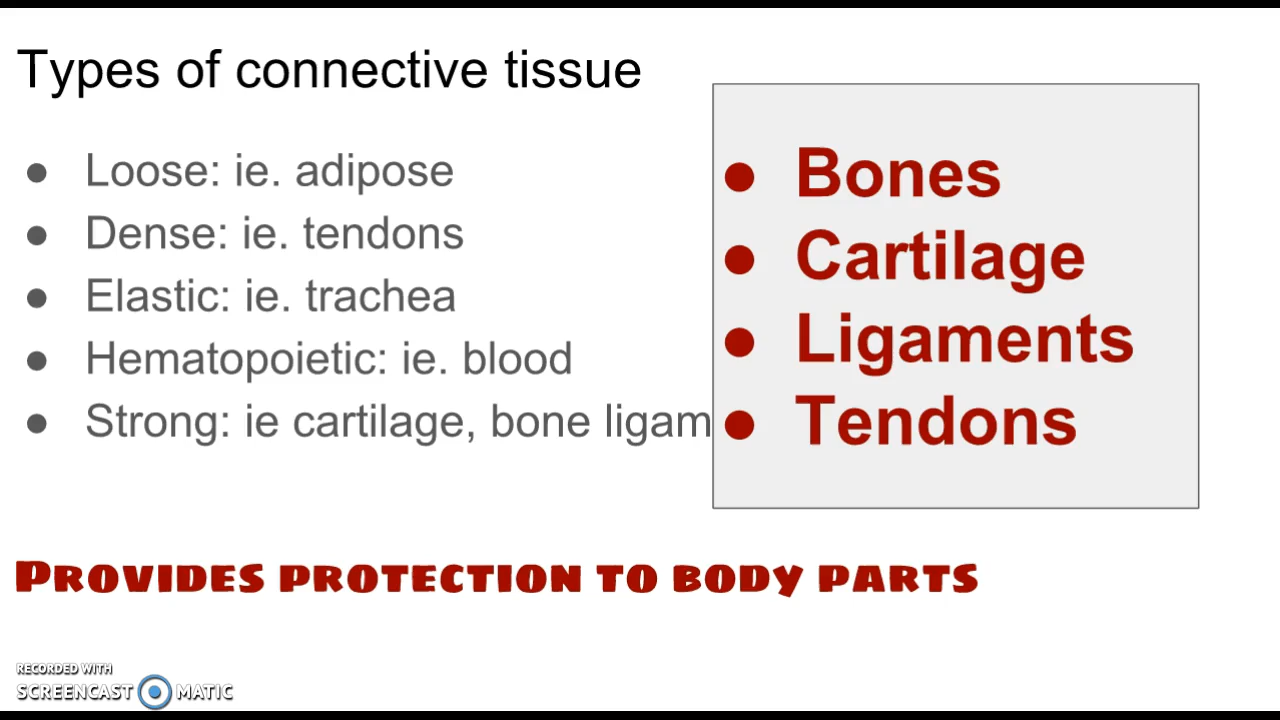 Types of connective tissue
● Loose: ie. adipose
● Dense: ie. tendons
● Elastic: ie. trachea
● Hematopoietic: ie. blood
● Strong: ie cartilage, bone ligam
● Bones
● Cartilage
● Ligaments
● Tendons
Provides protection to body parts
RECORDED WITH
SCREENCAST MATIC